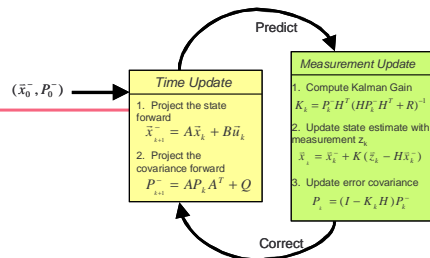 Predict
(x⃗₀⁻, P₀⁻)
Time Update
1. Project the state
forward
x⃗⁻ₖ₊₁ = Ax⃗ₖ + Bu⃗ₖ
2. Project the
covariance forward
P⁻ₖ₊₁ = APₖAᵀ + Q
Measurement Update
1. Compute Kalman Gain
Kₖ = Pₖ⁻Hᵀ(HPₖ⁻Hᵀ + R)⁻¹
2. Update state estimate with
measurement zₖ
x⃗ₖ = x⃗ₖ⁻ + K(z⃗ₖ − Hx⃗ₖ⁻)
3. Update error covariance
Pₖ = (I − KₖH)Pₖ⁻
Correct